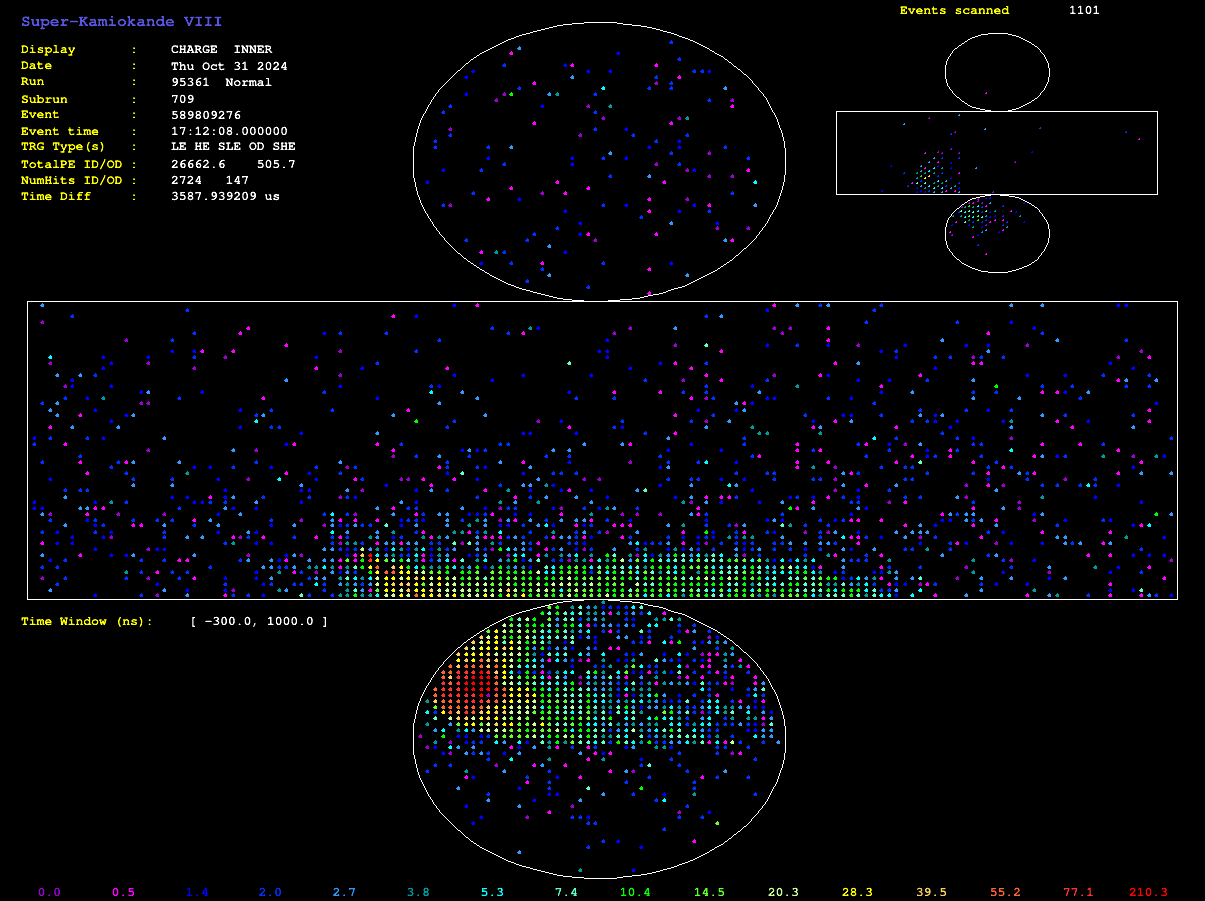 Super-Kamiokande VIII
Events scanned 1101
Display : CHARGE INNER
Date : Thu Oct 31 2024
Run : 95361 Normal
Subrun : 709
Event : 589809276
Event time : 17:12:08.000000
TRG Type(s) : LE HE SLE OD SHE
TotalPE ID/OD : 26662.6 505.7
NumHits ID/OD : 2724 147
Time Diff : 3587.939209 us
Time Window (ns): [ -300.0, 1000.0 ]
0.0 0.5 1.4 2.0 2.7 3.8 5.3 7.4 10.4 14.5 20.3 28.3 39.5 55.2 77.1 210.3